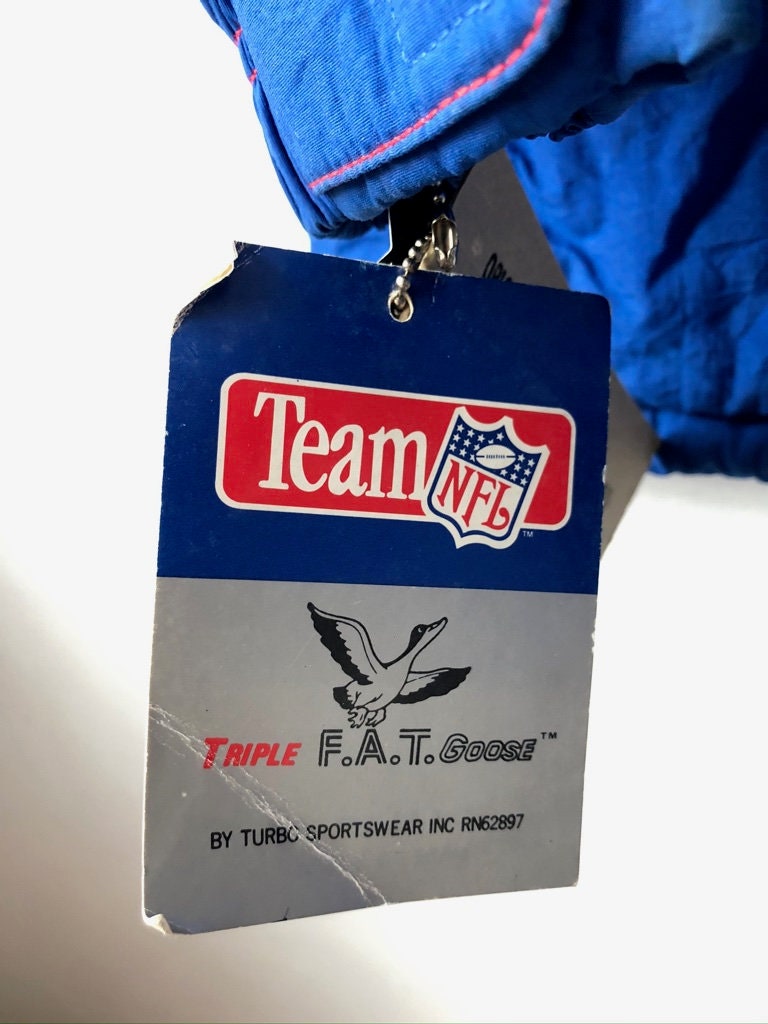 Team NFL ™
TRIPLE F.A.T. GOOSE™
BY TURBO SPORTSWEAR INC RN62897